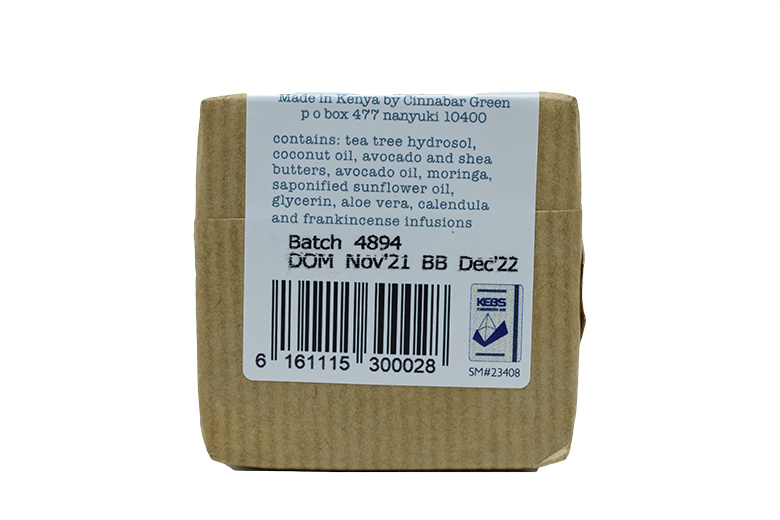 Made in Kenya by Cinnabar Green
p o box 477 nanyuki 10400
contains: tea tree hydrosol,
coconut oil, avocado and shea
butters, avocado oil, moringa,
saponified sunflower oil,
glycerin, aloe vera, calendula
and frankincense infusions
Batch 4894
DOM Nov'21 BB Dec'22
KEBS
6 161115 300028
SM#23408